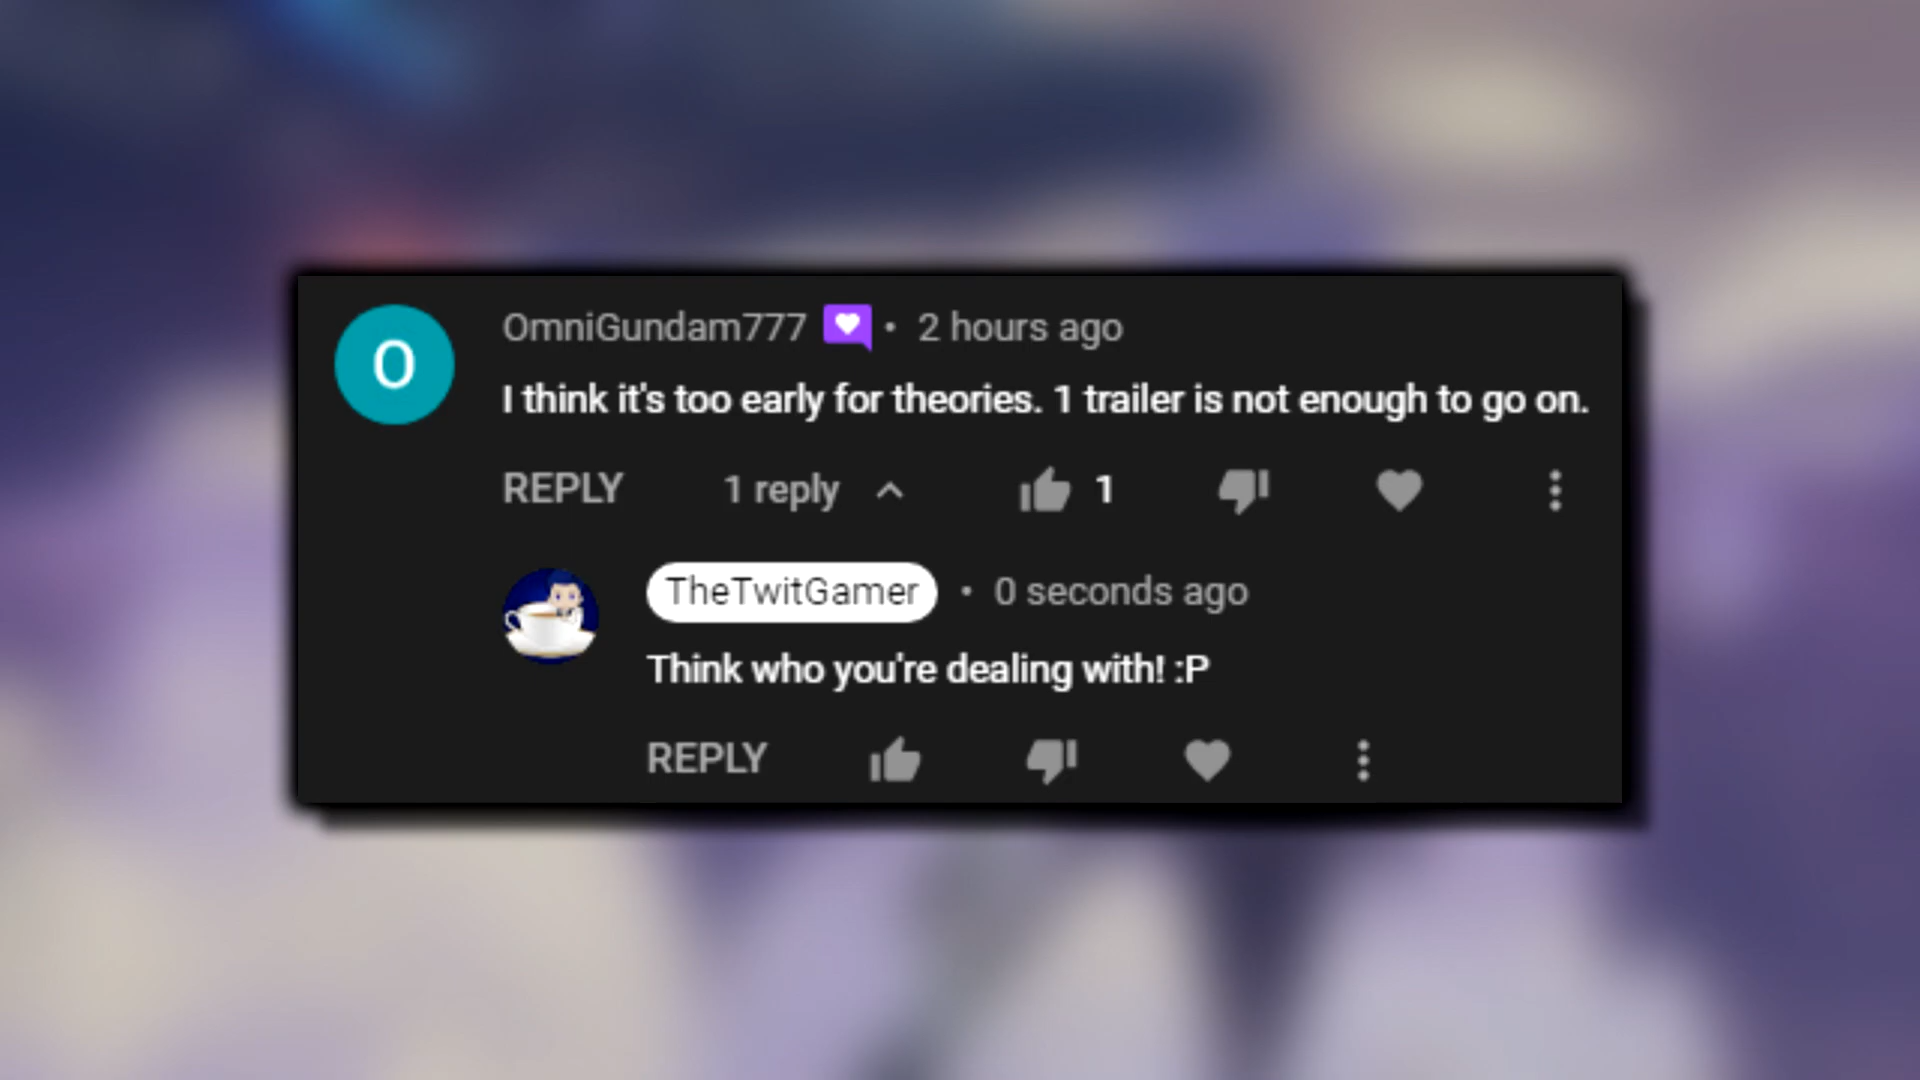 O
OmniGundam777 • 2 hours ago
I think it's too early for theories. 1 trailer is not enough to go on.
REPLY 1 reply 1
TheTwitGamer • 0 seconds ago
Think who you're dealing with! :P
REPLY